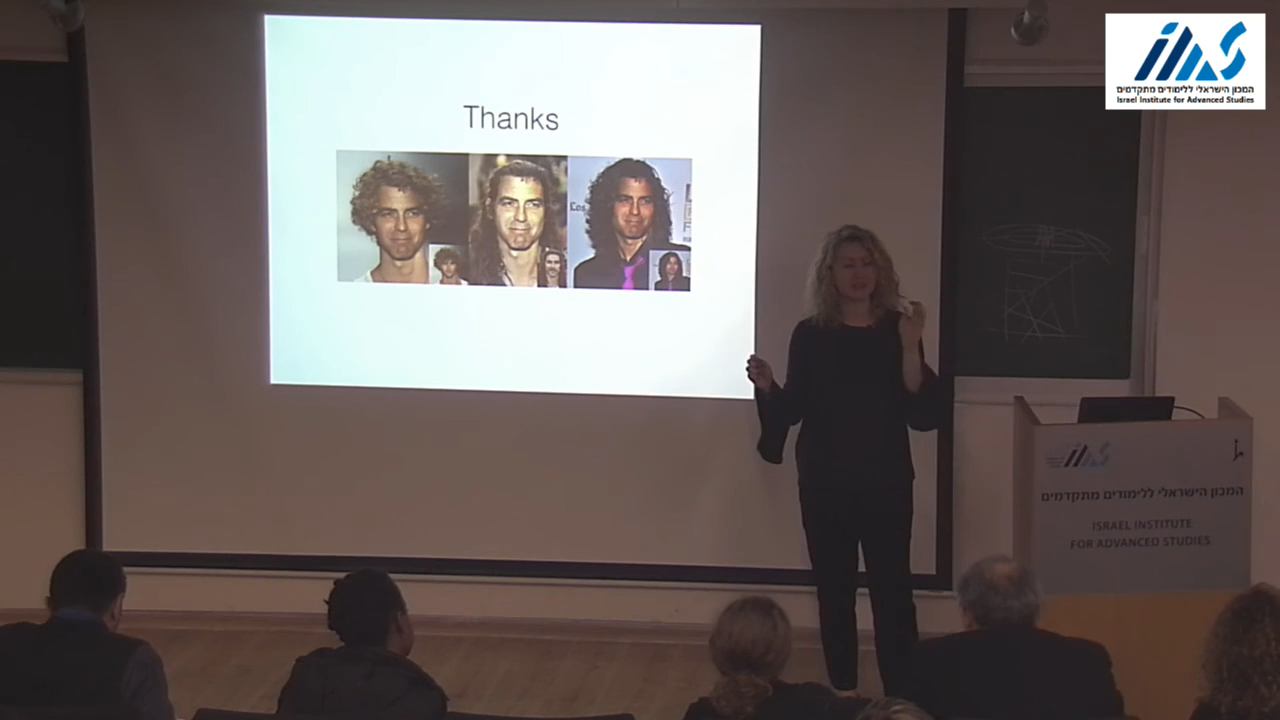 Thanks
המכון הישראלי ללימודים מתקדמים
Israel Institute for Advanced Studies
המכון הישראלי ללימודים מתקדמים
ISRAEL INSTITUTE
FOR ADVANCED STUDIES